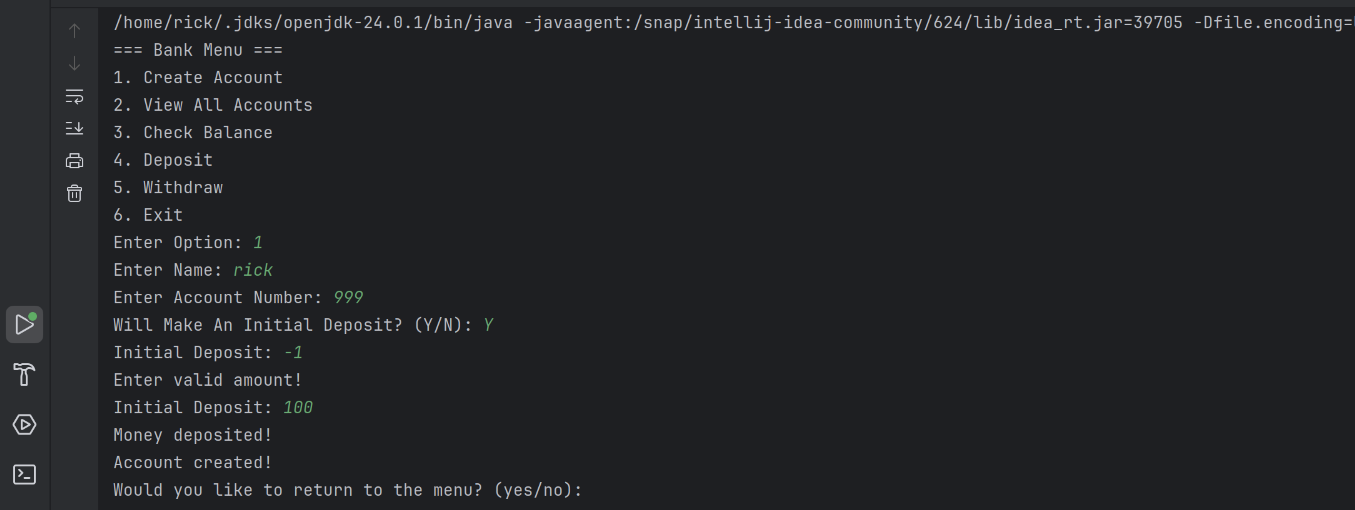 /home/rick/.jdks/openjdk-24.0.1/bin/java -javaagent:/snap/intellij-idea-community/624/lib/idea_rt.jar=39705 -Dfile.encoding=
=== Bank Menu ===
1. Create Account
2. View All Accounts
3. Check Balance
4. Deposit
5. Withdraw
6. Exit
Enter Option: 1
Enter Name: rick
Enter Account Number: 999
Will Make An Initial Deposit? (Y/N): Y
Initial Deposit: -1
Enter valid amount!
Initial Deposit: 100
Money deposited!
Account created!
Would you like to return to the menu? (yes/no):